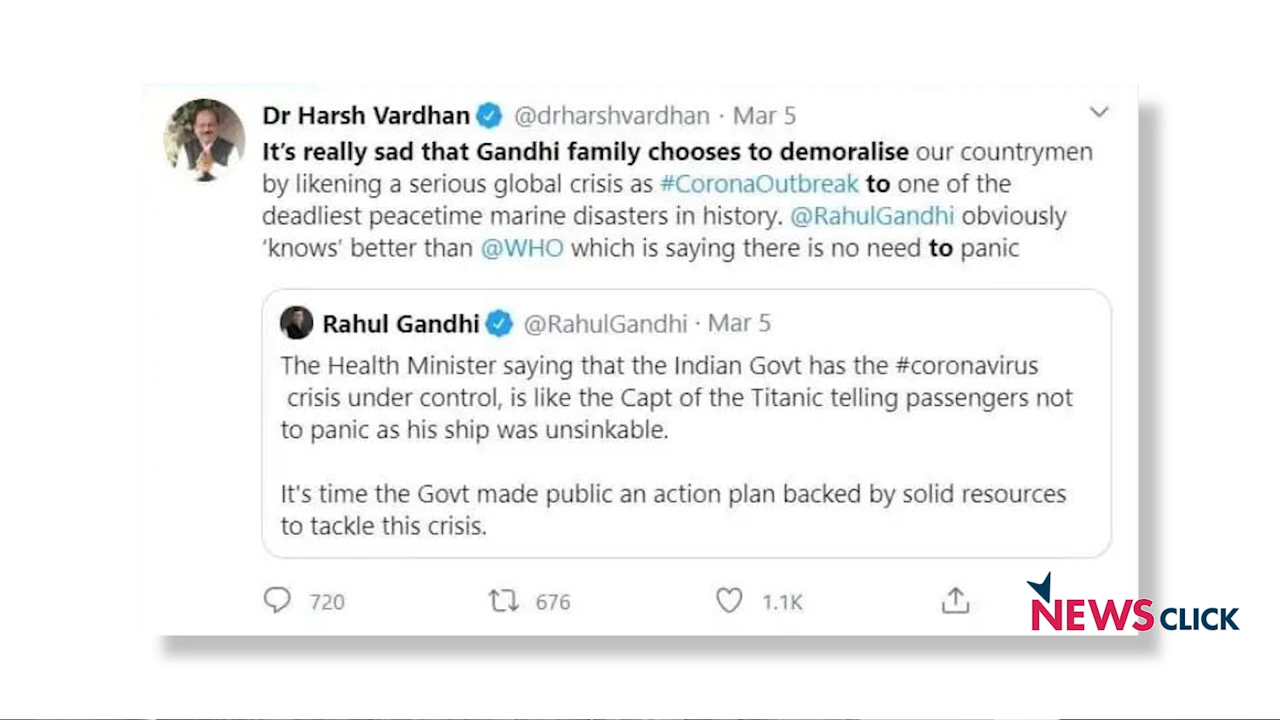 Dr Harsh Vardhan @drharshvardhan · Mar 5
It's really sad that Gandhi family chooses to demoralise our countrymen
by likening a serious global crisis as #CoronaOutbreak to one of the
deadliest peacetime marine disasters in history. @RahulGandhi obviously
'knows' better than @WHO which is saying there is no need to panic
Rahul Gandhi @RahulGandhi · Mar 5
The Health Minister saying that the Indian Govt has the #coronavirus
crisis under control, is like the Capt of the Titanic telling passengers not
to panic as his ship was unsinkable.
It's time the Govt made public an action plan backed by solid resources
to tackle this crisis.
720 676 1.1K
NEWSCLICK